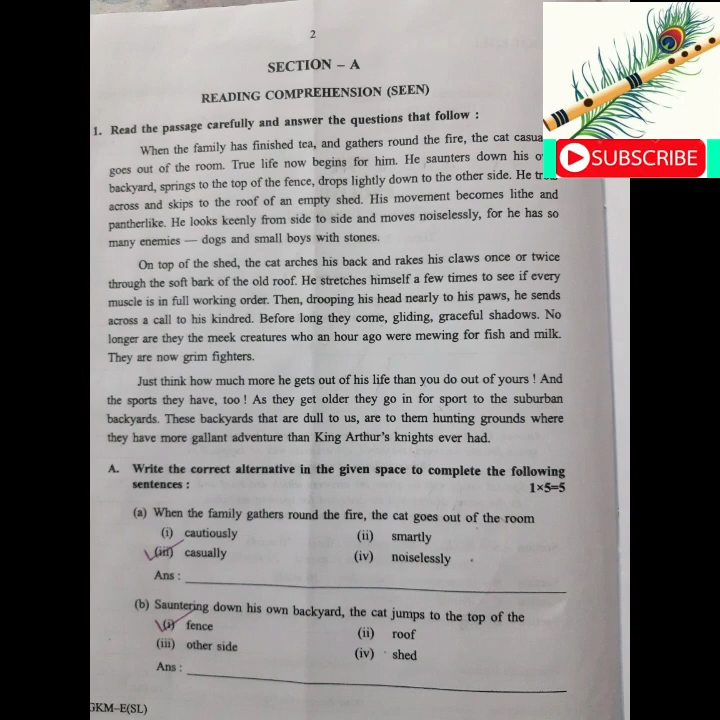 2
SECTION – A
READING COMPREHENSION (SEEN)
1. Read the passage carefully and answer the questions that follow :
When the family has finished tea, and gathers round the fire, the cat
goes out of the room. True life now begins for him. He saunters down his
backyard, springs to the top of the fence, drops lightly down to the other side. He
across and skips to the roof of an empty shed. His movement becomes lithe and
pantherlike. He looks keenly from side to side and moves noiselessly, for he has so
many enemies — dogs and small boys with stones.
On top of the shed, the cat arches his back and rakes his claws once or twice
through the soft bark of the old roof. He stretches himself a few times to see if every
muscle is in full working order. Then, drooping his head nearly to his paws, he sends
across a call to his kindred. Before long they come, gliding, graceful shadows. No
longer are they the meek creatures who an hour ago were mewing for fish and milk.
They are now grim fighters.
Just think how much more he gets out of his life than you do out of yours ! And
the sports they have, too ! As they get older they go in for sport to the suburban
backyards. These backyards that are dull to us, are to them hunting grounds where
they have more gallant adventure than King Arthur's knights ever had.
A. Write the correct alternative in the given space to complete the following
sentences : 1×5=5
(a) When the family gathers round the fire, the cat goes out of the room
(i) cautiously (ii) smartly
(iii) casually (iv) noiselessly
Ans :
(b) Sauntering down his own backyard, the cat jumps to the top of the
(i) fence (ii) roof
(iii) other side (iv) shed
Ans :
GKM–E(SL)
SUBSCRIBE